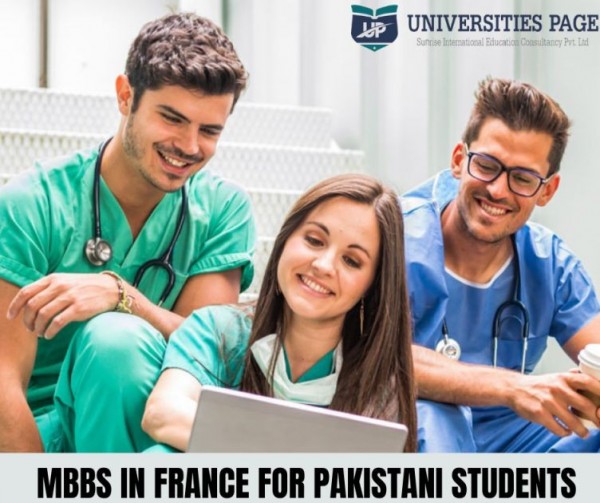 UP
UNIVERSITIES PAGE
Sunrise International Education Consultancy Pvt. Ltd
MBBS IN FRANCE FOR PAKISTANI STUDENTS